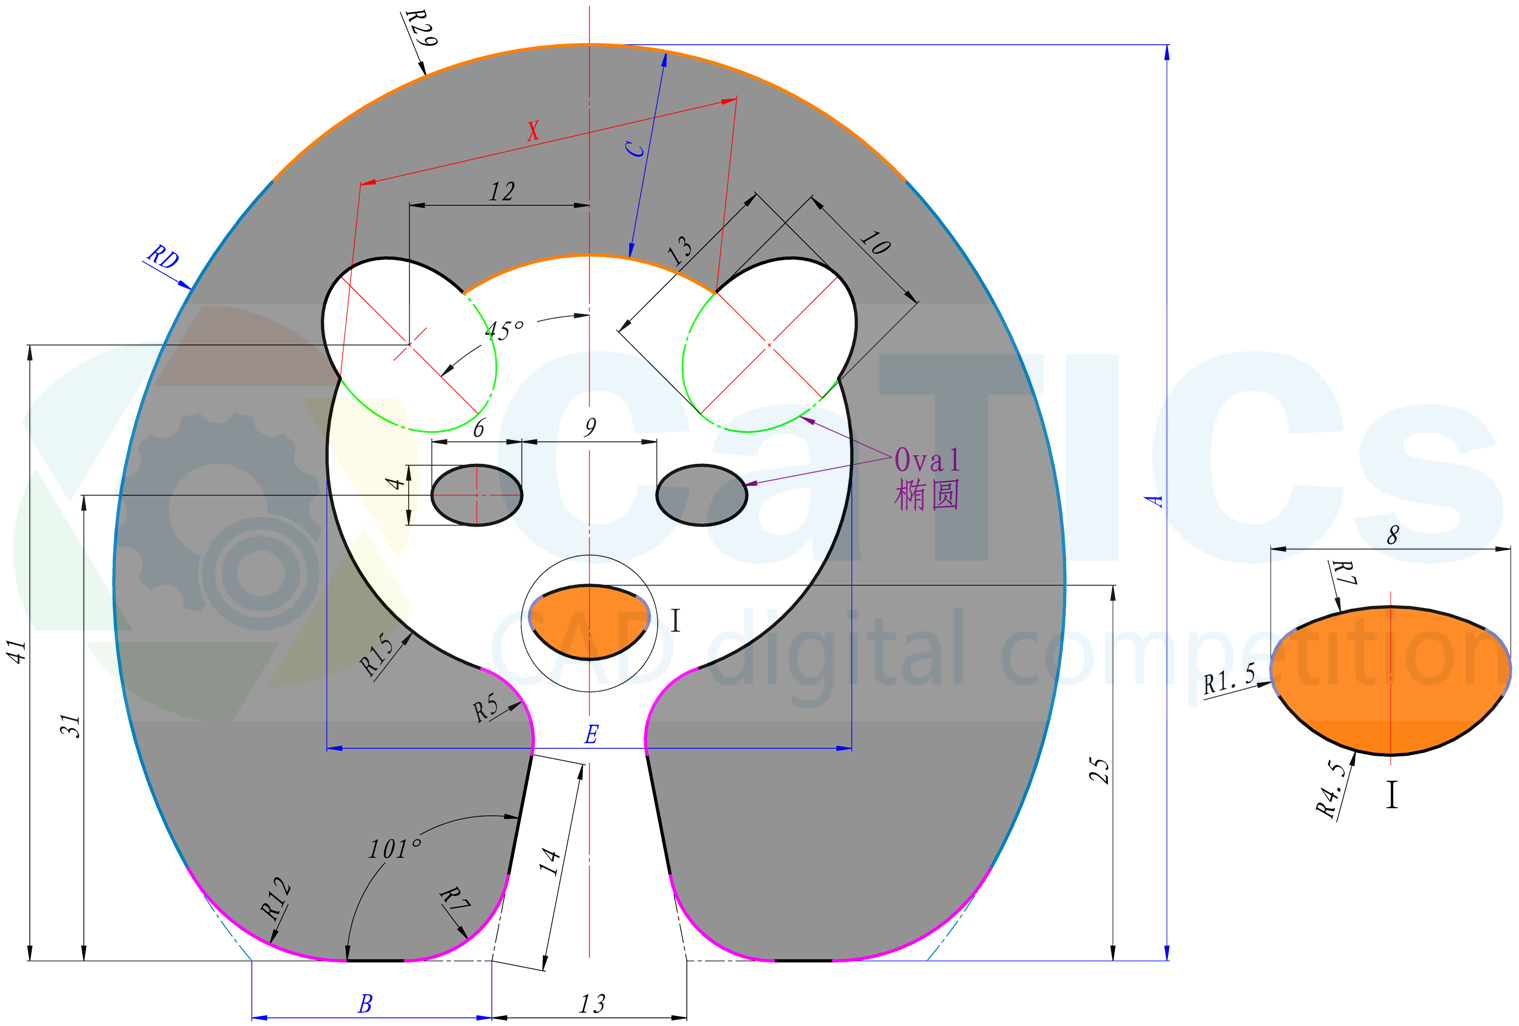 R29
X
C
12
RD
13
10
45°
6
9
4
Oval
椭圆
A
CaTICs
CAD digital competition
8
R7
R1.5
R4.5
I
I
41
31
R15
R5
E
25
101°
14
R12
R7
B
13